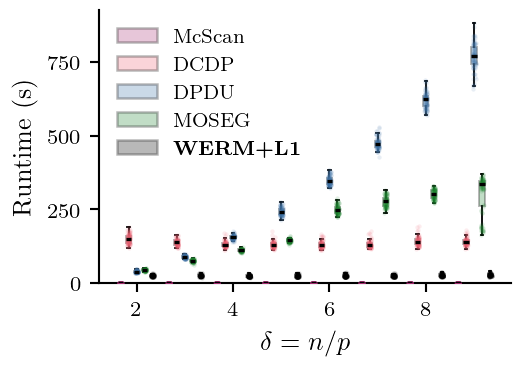 McScan
DCDP
DPDU
MOSEG
WERM+L1
Runtime (s)
750
500
250
0
2 4 6 8
δ = n/p